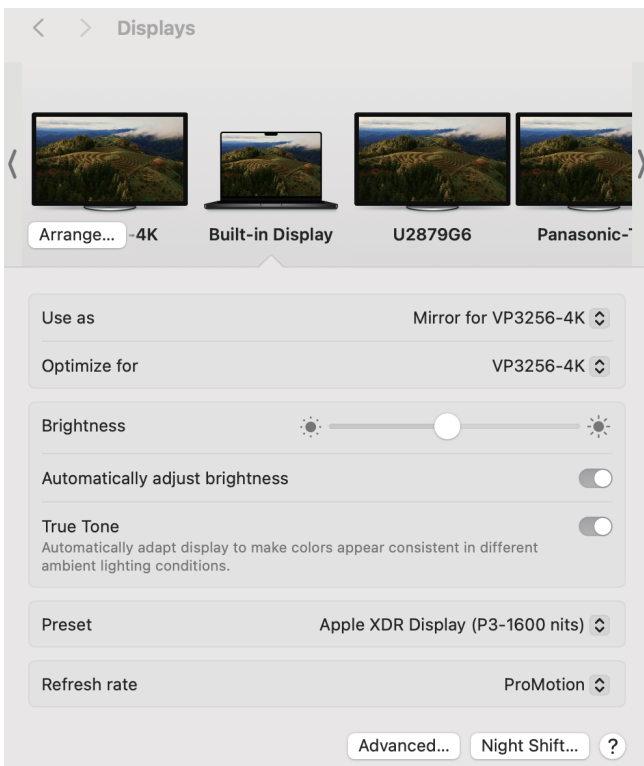 Displays
Arrange... -4K
Built-in Display
U2879G6
Panasonic-
Use as
Mirror for VP3256-4K
Optimize for
VP3256-4K
Brightness
Automatically adjust brightness
True Tone
Automatically adapt display to make colors appear consistent in different
ambient lighting conditions.
Preset
Apple XDR Display (P3-1600 nits)
Refresh rate
ProMotion
Advanced...
Night Shift...
?